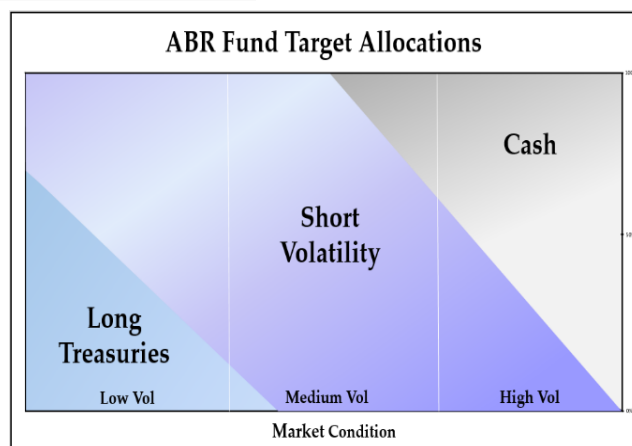 ABR Fund Target Allocations
Cash
Short
Volatility
Long
Treasuries
Low Vol
Medium Vol
High Vol
Market Condition